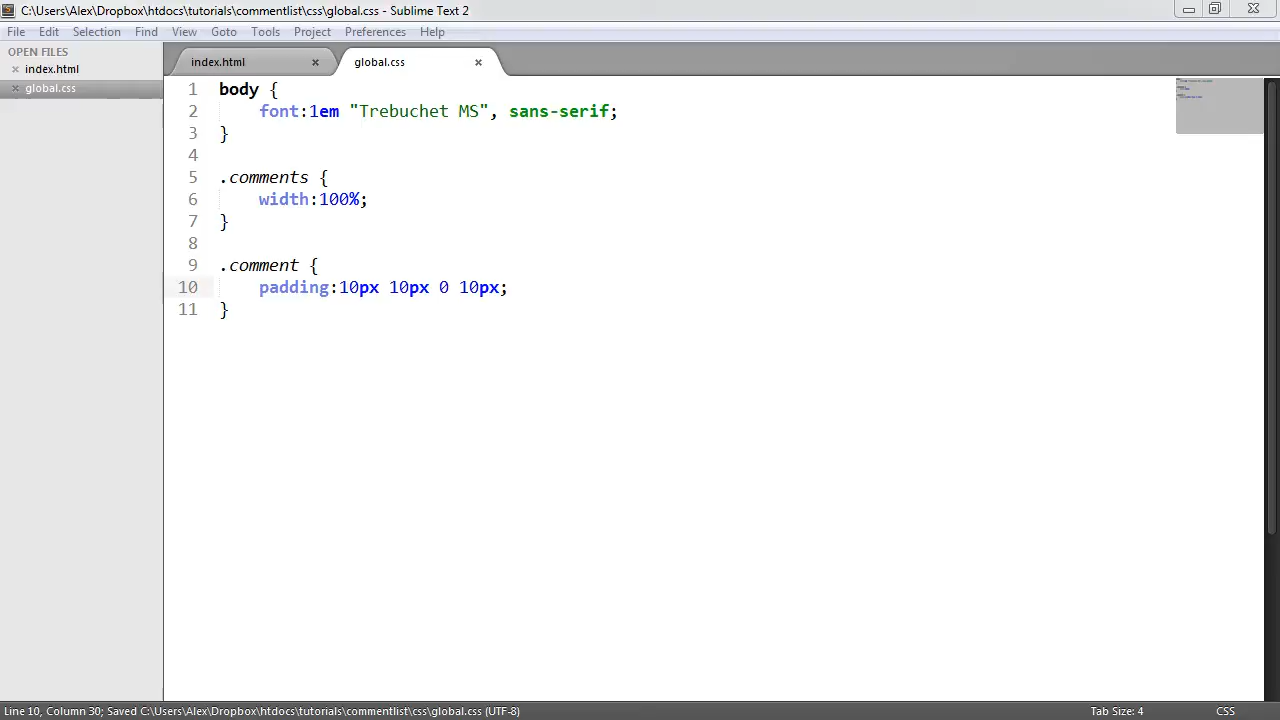 C:\Users\Alex\Dropbox\htdocs\tutorials\commentlist\css\global.css - Sublime Text 2
File Edit Selection Find View Goto Tools Project Preferences Help
OPEN FILES
index.html
global.css
index.html
global.css
1 body {
2 font:1em "Trebuchet MS", sans-serif;
3 }
4
5 .comments {
6 width:100%;
7 }
8
9 .comment {
10 padding:10px 10px 0 10px;
11 }
Line 10, Column 30; Saved C:\Users\Alex\Dropbox\htdocs\tutorials\commentlist\css\global.css (UTF-8)
Tab Size: 4
CSS